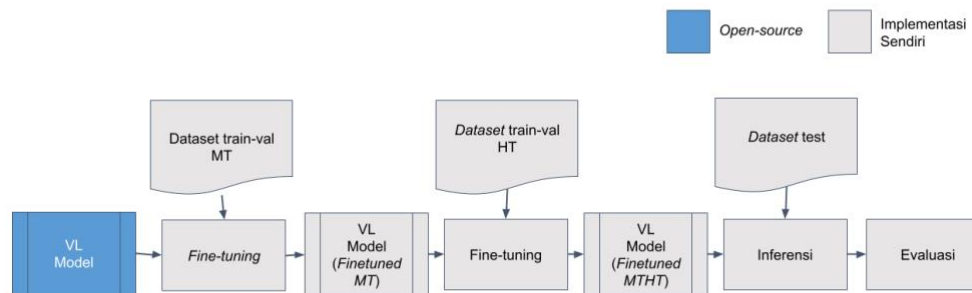 Open-source
Implementasi
Sendiri
Dataset train-val
MT
Dataset train-val
HT
Dataset test
VL
Model
Fine-tuning
VL
Model
(Finetuned
MT)
Fine-tuning
VL
Model
(Finetuned
MTHT)
Inferensi
Evaluasi